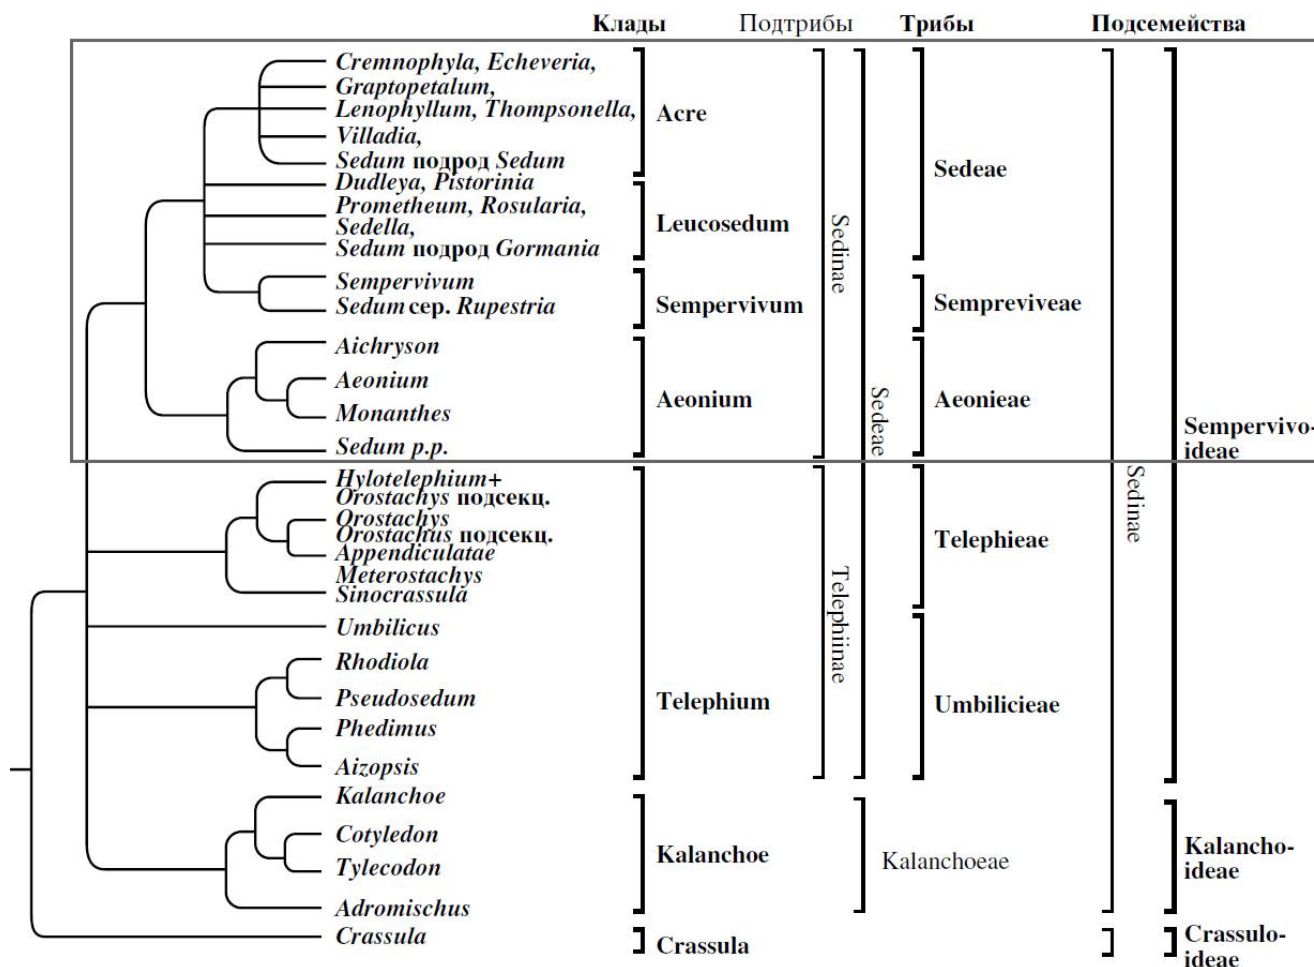 Клады Подтрибы Трибы Подсемейства
Cremnophyla, Echeveria,
Graptopetalum,
Lenophyllum, Thompsonella,
Villadia,
Sedum подрод Sedum
Acre
Dudleya, Pistorinia
Prometheum, Rosularia,
Sedella,
Sedum подрод Gormania
Leucosedum
Sedeae
Sempervivum
Sedum сер. Rupestria
Sempervivum
Sempreviveae
Aichryson
Aeonium
Monanthes
Sedum p.p.
Aeonium
Sedinae
Sedeae
Aeonieae
Sempervivo-
ideae
Hylotelephium+
Orostachys подсекц.
Orostachys
Orostachus подсекц.
Appendiculatae
Meterostachys
Sinocrassula
Telephieae
Sedinae
Umbilicus
Rhodiola
Pseudosedum
Phedimus
Aizopsis
Telephium
Telephiinae
Umbilicieae
Kalanchoe
Cotyledon
Tylecodon
Adromischus
Kalanchoe
Kalanchoeae
Kalancho-
ideae
Crassula
Crassula
Crassulo-
ideae